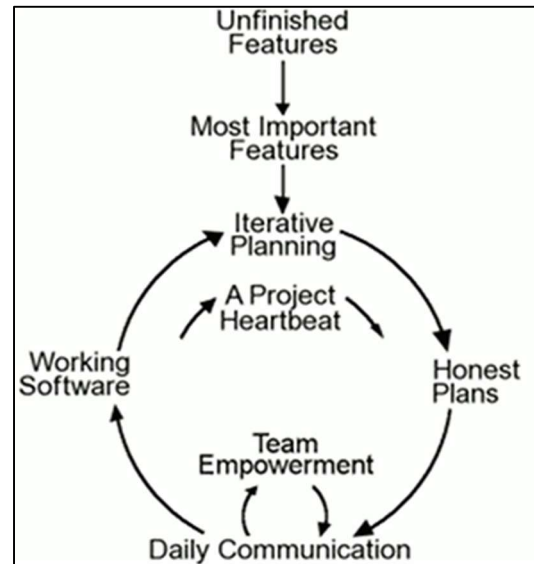 Unfinished
Features
Most Important
Features
Iterative
Planning
A Project
Heartbeat
Working
Software
Honest
Plans
Team
Empowerment
Daily Communication